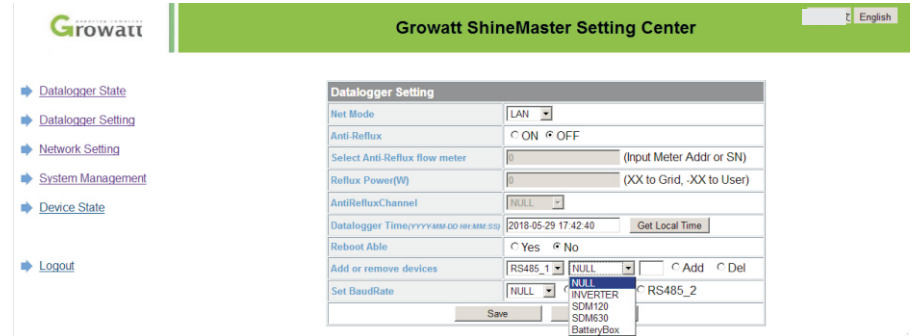 Growatt
Growatt ShineMaster Setting Center
English
Datalogger State
Datalogger Setting
Network Setting
System Management
Device State
Logout
Datalogger Setting
Net Mode LAN
Anti-Reflux ON OFF
Select Anti-Reflux flow meter 0 (Input Meter Addr or SN)
Reflux Power(W) 0 (XX to Grid, -XX to User)
AntiRefluxChannel NULL
Datalogger Time(YYYY-MM-DD HH:MM:SS) 2018-05-29 17:42:40 Get Local Time
Reboot Able Yes No
Add or remove devices RS485_1 NULL Add Del
Set BaudRate NULL RS485_2
NULL
INVERTER
SDM120
SDM630
BatteryBox
Save